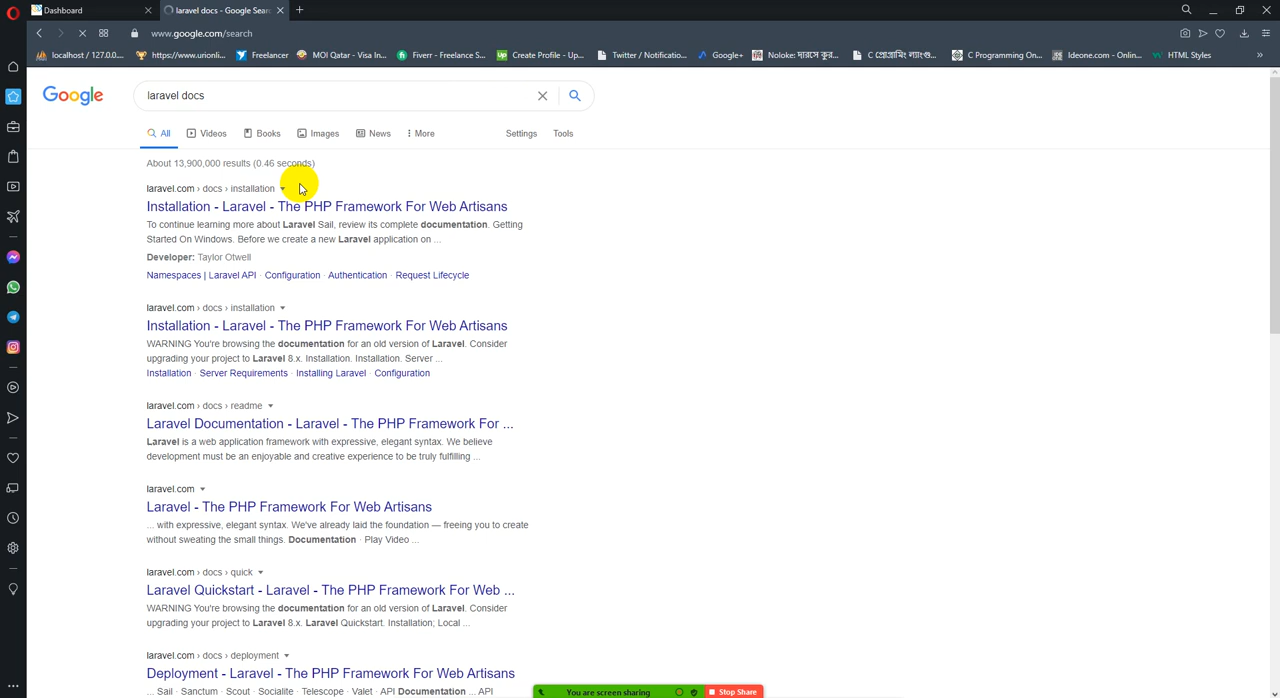 Dashboard
laravel docs - Google Sear
www.google.com/search
localhost / 127.0.0....
https://www.urionli...
Freelancer
MOI Qatar - Visa In...
Fiverr - Freelance S...
Create Profile - Up...
Twitter / Notificatio...
Google+
Noloke: দারসে কুর...
C প্রোগ্রামিং ল্যাংগু...
C Programming On...
Ideone.com - Onlin...
HTML Styles
Google
laravel docs
All
Videos
Books
Images
News
More
Settings
Tools
About 13,900,000 results (0.46 seconds)
laravel.com › docs › installation
Installation - Laravel - The PHP Framework For Web Artisans
To continue learning more about Laravel Sail, review its complete documentation. Getting
Started On Windows. Before we create a new Laravel application on ...
Developer: Taylor Otwell
Namespaces | Laravel API · Configuration · Authentication · Request Lifecycle
laravel.com › docs › installation
Installation - Laravel - The PHP Framework For Web Artisans
WARNING You're browsing the documentation for an old version of Laravel. Consider
upgrading your project to Laravel 8.x. Installation. Installation. Server ...
Installation · Server Requirements · Installing Laravel · Configuration
laravel.com › docs › readme
Laravel Documentation - Laravel - The PHP Framework For ...
Laravel is a web application framework with expressive, elegant syntax. We believe
development must be an enjoyable and creative experience to be truly fulfilling ...
laravel.com
Laravel - The PHP Framework For Web Artisans
... with expressive, elegant syntax. We've already laid the foundation — freeing you to create
without sweating the small things. Documentation · Play Video ...
laravel.com › docs › quick
Laravel Quickstart - Laravel - The PHP Framework For Web ...
WARNING You're browsing the documentation for an old version of Laravel. Consider
upgrading your project to Laravel 8.x. Laravel Quickstart. Installation; Local ...
laravel.com › docs › deployment
Deployment - Laravel - The PHP Framework For Web Artisans
... Sail · Sanctum · Scout · Socialite · Telescope · Valet · API Documentation ... API
You are screen sharing
Stop Share